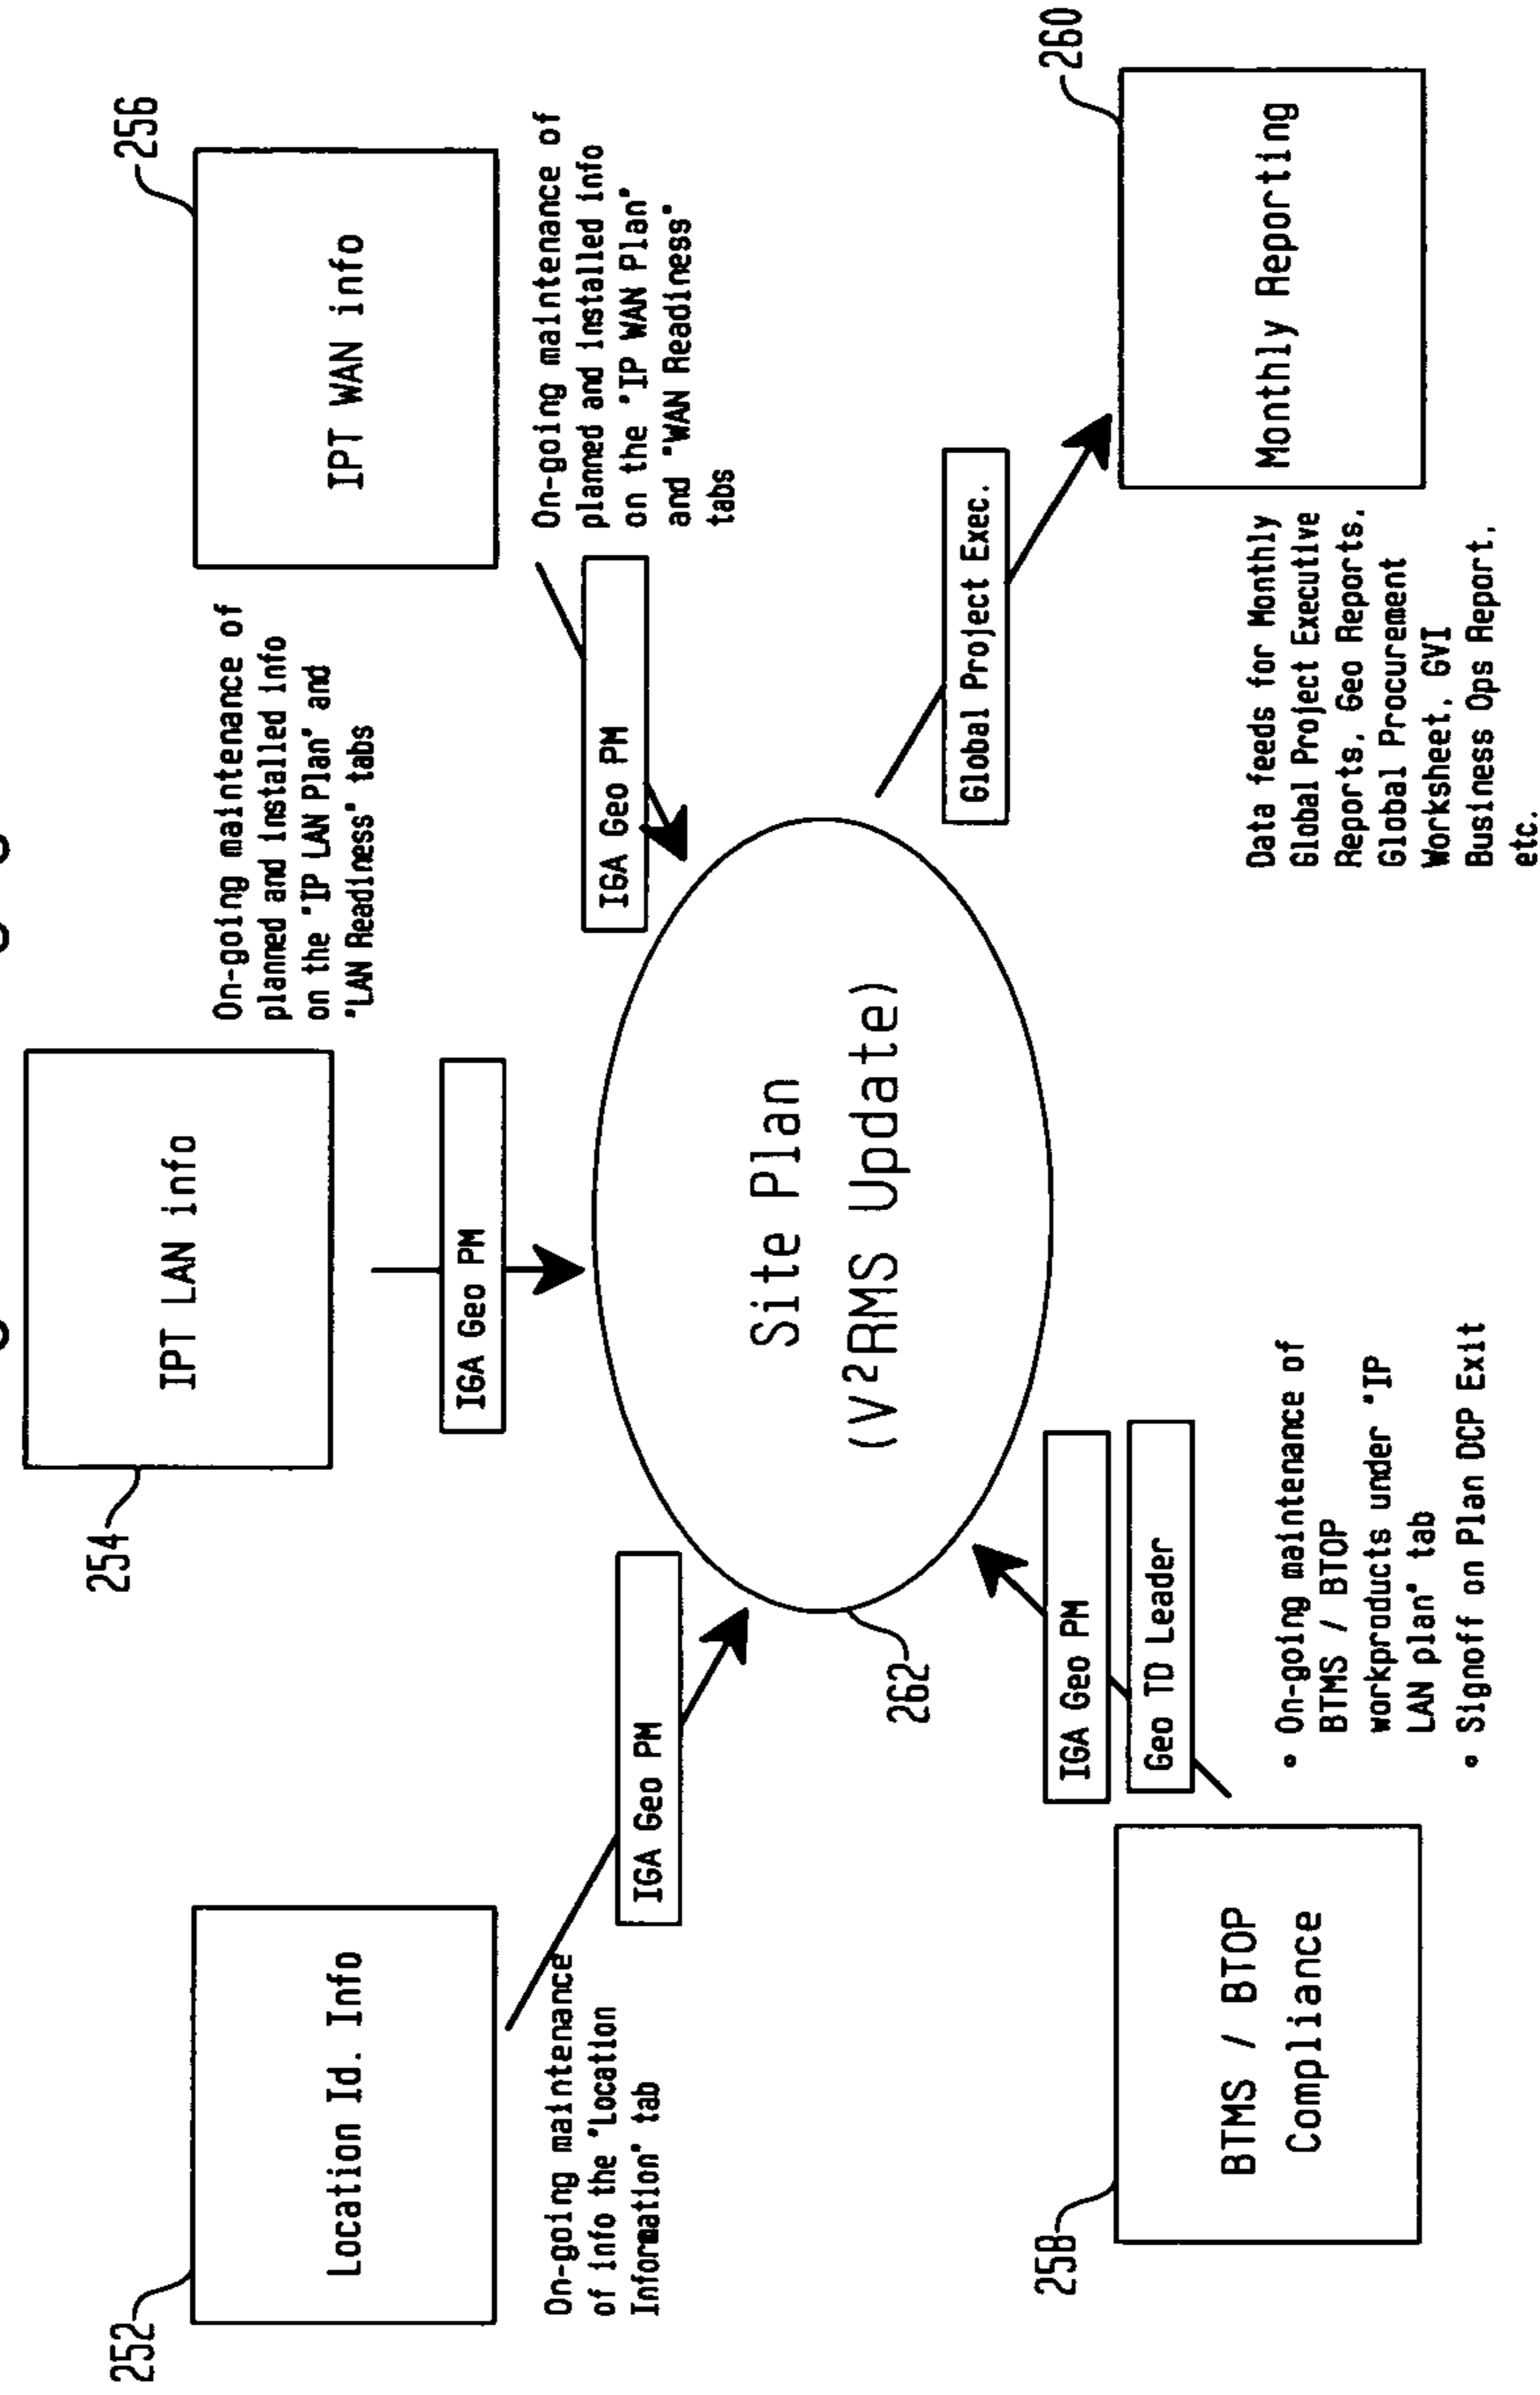 254
IPT LAN info
On-going maintenance of
planned and installed info
on the "IP LAN Plan" and
"LAN Readiness" tabs
252
Location Id. Info
256
IPT WAN info
IGA Geo PM
On-going maintenance
of info the "Location
Information" tab
IGA Geo PM
IGA Geo PM
On-going maintenance of
planned and installed info
on the "IP WAN Plan"
and "WAN Readiness"
tabs
Site Plan
(V²RMS Update)
262
258
BTMS / BTOP
Compliance
IGA Geo PM
Geo TD Leader
• On-going maintenance of
BTMS / BTOP
workproducts under "IP
LAN plan" tab
• Signoff on Plan DCP Exit
Global Project Exec.
260
Monthly Reporting
Data feeds for Monthly
Global Project Executive
Reports, Geo Reports,
Global Procurement
Worksheet, GVI
Business Ops Report,
etc.